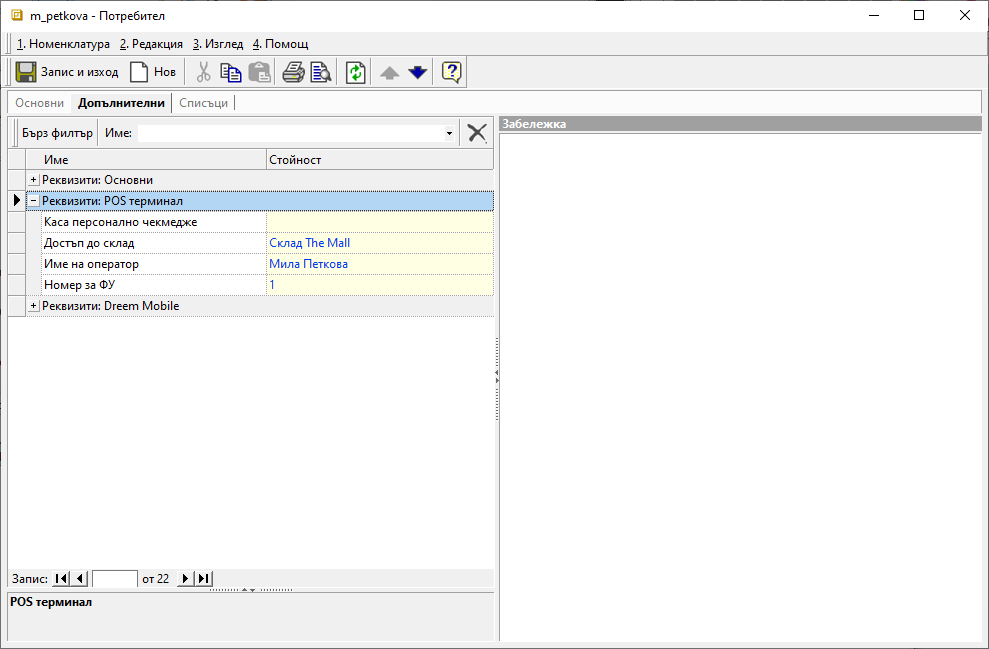 m_petkova - Потребител
1. Номенклатура 2. Редакция 3. Изглед 4. Помощ
Запис и изход Нов
Основни Допълнителни Списъци
Бърз филтър Име:
Забележка
Име Стойност
Реквизити: Основни
Реквизити: POS терминал
Каса персонално чекмедже
Достъп до склад Склад The Mall
Име на оператор Мила Петкова
Номер за ФУ 1
Реквизити: Dreem Mobile
Запис: от 22
POS терминал